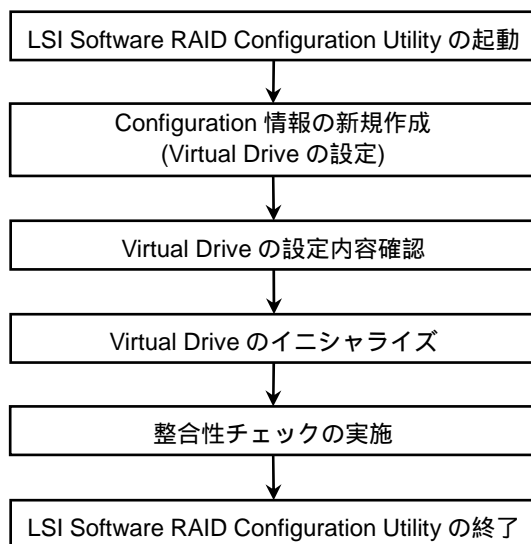 LSI Software RAID Configuration Utility の起動
Configuration 情報の新規作成
(Virtual Drive の設定)
Virtual Drive の設定内容確認
Virtual Drive のイニシャライズ
整合性チェックの実施
LSI Software RAID Configuration Utility の終了